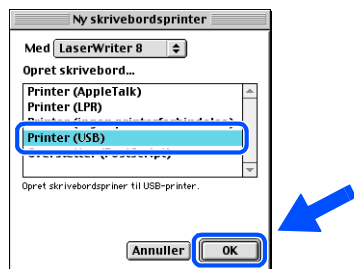 Ny skrivebordsprinter
Med LaserWriter 8
Opret skrivebord...
Printer (AppleTalk)
Printer (LPR)
Printer (USB)
Opret skrivebordspriner til USB-printer.
Annuller OK